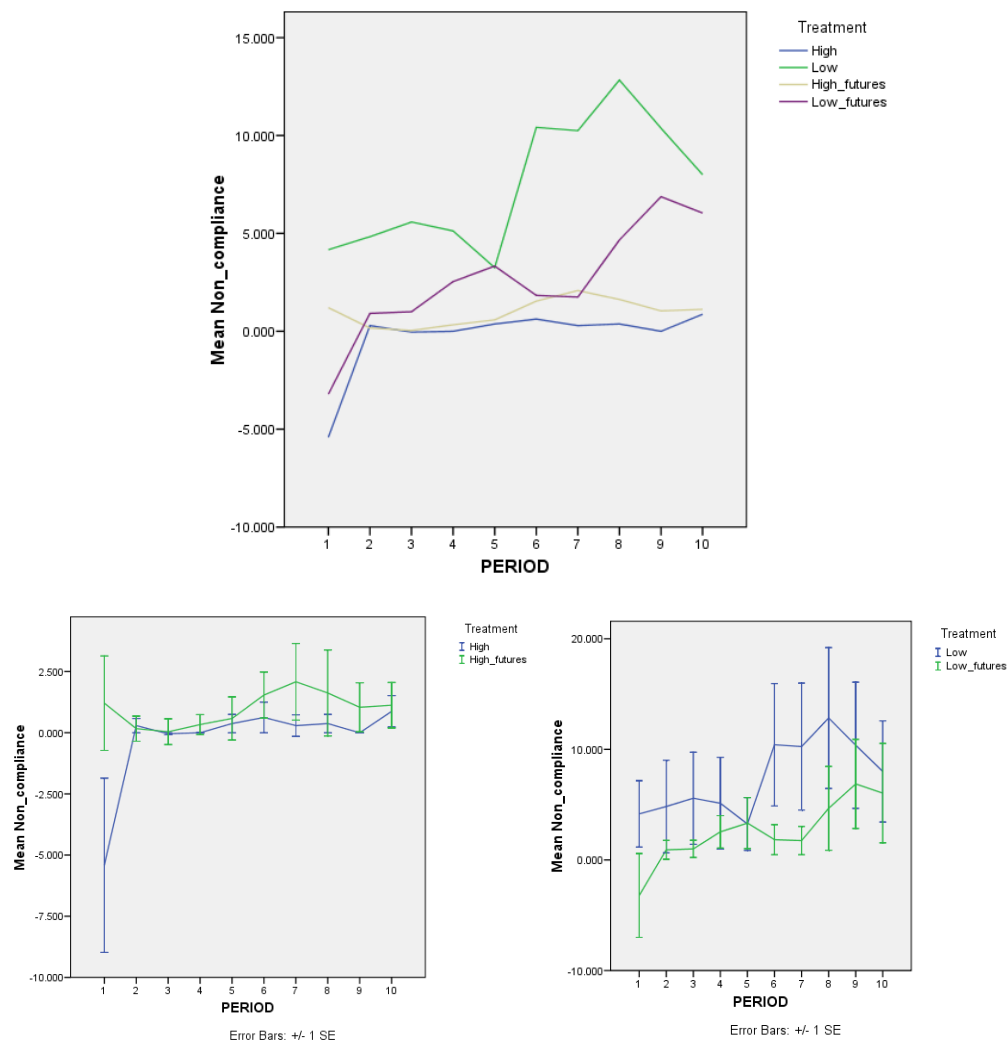 Treatment
High
Low
High_futures
Low_futures
15.000
10.000
5.000
0.000
-5.000
-10.000
Mean Non_compliance
1 2 3 4 5 6 7 8 9 10
PERIOD
Treatment
High
High_futures
2.500
0.000
-2.500
-5.000
-7.500
-10.000
Mean Non_compliance
1 2 3 4 5 6 7 8 9 10
PERIOD
Error Bars: +/- 1 SE
Treatment
Low
Low_futures
20.000
10.000
0.000
-10.000
Mean Non_compliance
1 2 3 4 5 6 7 8 9 10
PERIOD
Error Bars: +/- 1 SE